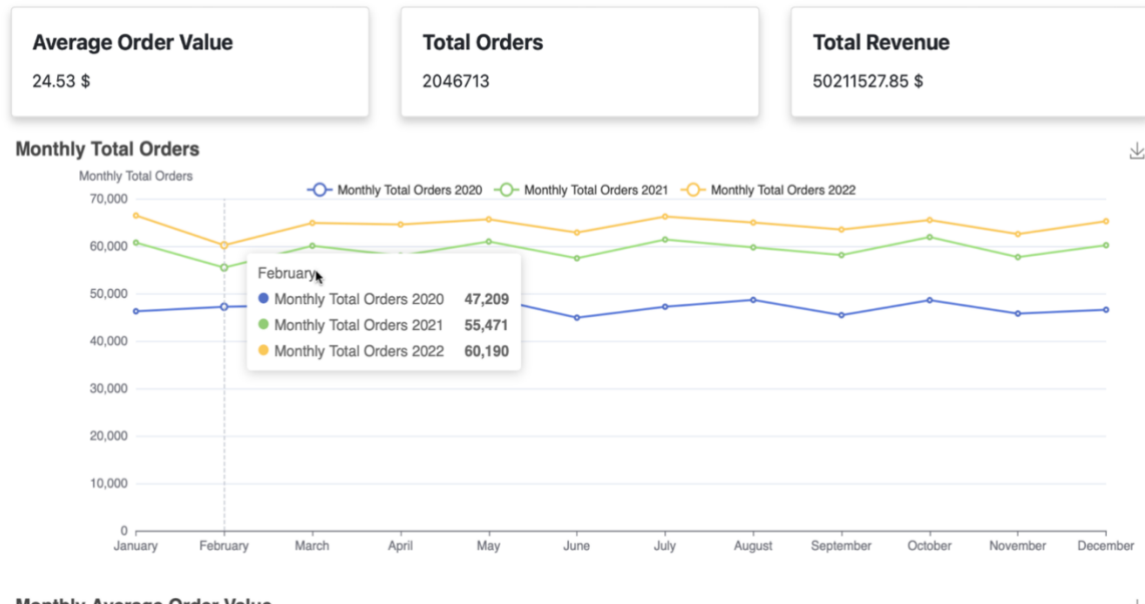 Average Order Value
24.53 $
Total Orders
2046713
Total Revenue
50211527.85 $
Monthly Total Orders
Monthly Total Orders
Monthly Total Orders 2020
Monthly Total Orders 2021
Monthly Total Orders 2022
70,000
60,000
50,000
40,000
30,000
20,000
10,000
0
February
Monthly Total Orders 2020 47,209
Monthly Total Orders 2021 55,471
Monthly Total Orders 2022 60,190
January February March April May June July August September October November December
Monthly Average Order Value